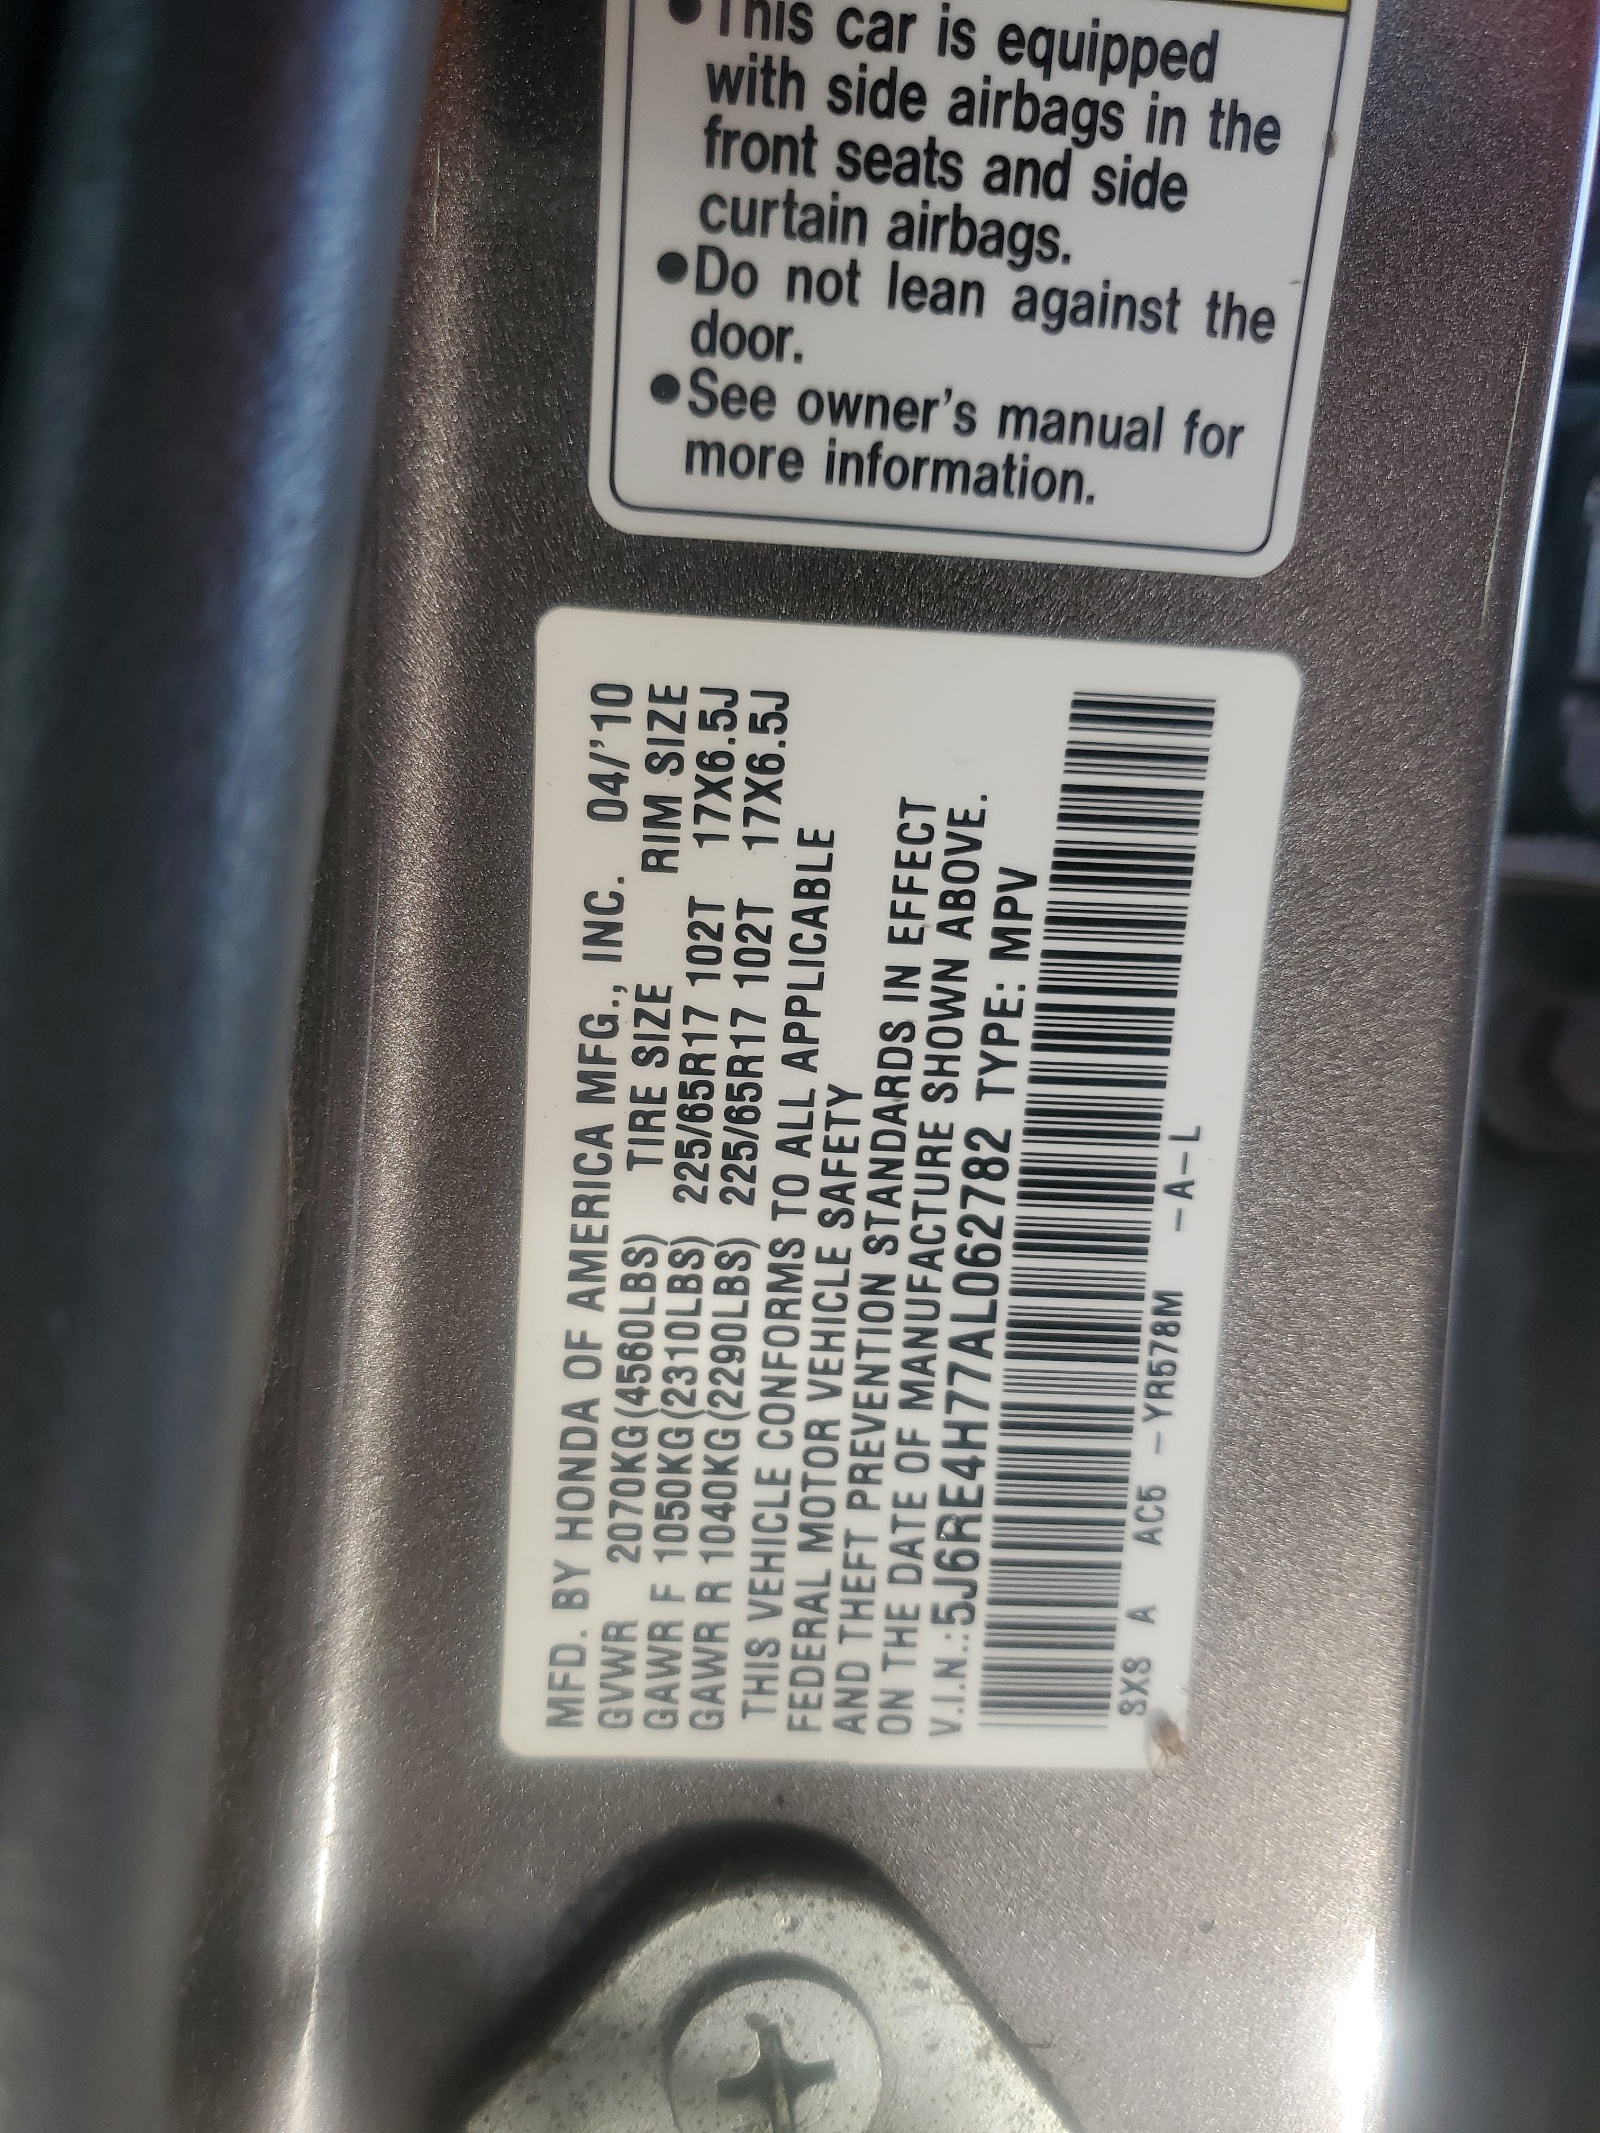 •This car is equipped
with side airbags in the
front seats and side
curtain airbags.
•Do not lean against the
door.
•See owner's manual for
more information.
MFD. BY HONDA OF AMERICA MFG., INC. 04/'10
GVWR 2070KG(4560LBS) TIRE SIZE RIM SIZE
GAWR F 1050KG(2310LBS) 225/65R17 102T 17X6.5J
GAWR R 1040KG(2290LBS) 225/65R17 102T 17X6.5J
THIS VEHICLE CONFORMS TO ALL APPLICABLE
FEDERAL MOTOR VEHICLE SAFETY
AND THEFT PREVENTION STANDARDS IN EFFECT
ON THE DATE OF MANUFACTURE SHOWN ABOVE.
V.I.N.:5J6RE4H77AL062782 TYPE: MPV
SXS A AC5 -YR578M -A-L